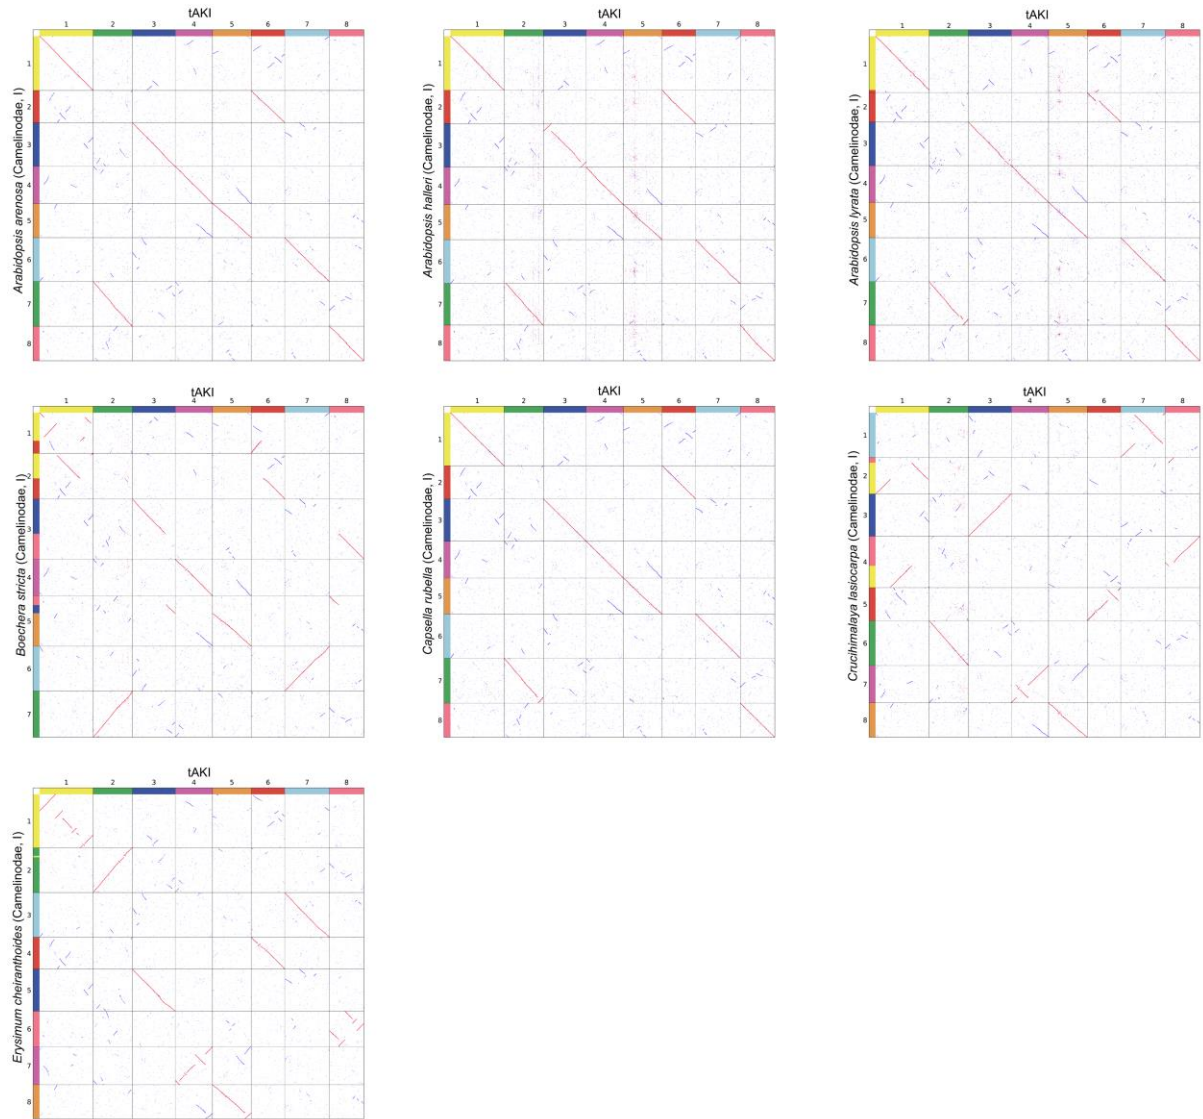 tAKI
1 2 3 4 5 6 7 8
Arabidopsis arenosa (Camelinodae, I)
1
2
3
4
5
6
7
8
tAKI
1 2 3 4 5 6 7 8
Arabidopsis halleri (Camelinodae, I)
1
2
3
4
5
6
7
8
tAKI
1 2 3 4 5 6 7 8
Arabidopsis lyrata (Camelinodae, I)
1
2
3
4
5
6
7
8
tAKI
1 2 3 4 5 6 7 8
Boechera stricta (Camelinodae, I)
1
2
3
4
5
6
7
tAKI
1 2 3 4 5 6 7 8
Capsella rubella (Camelinodae, I)
1
2
3
4
5
6
7
8
tAKI
1 2 3 4 5 6 7 8
Crucihimalaya lasiocarpa (Camelinodae, I)
1
2
3
4
5
6
7
8
tAKI
1 2 3 4 5 6 7 8
Erysimum cheiranthoides (Camelinodae, I)
1
2
3
4
5
6
7
8